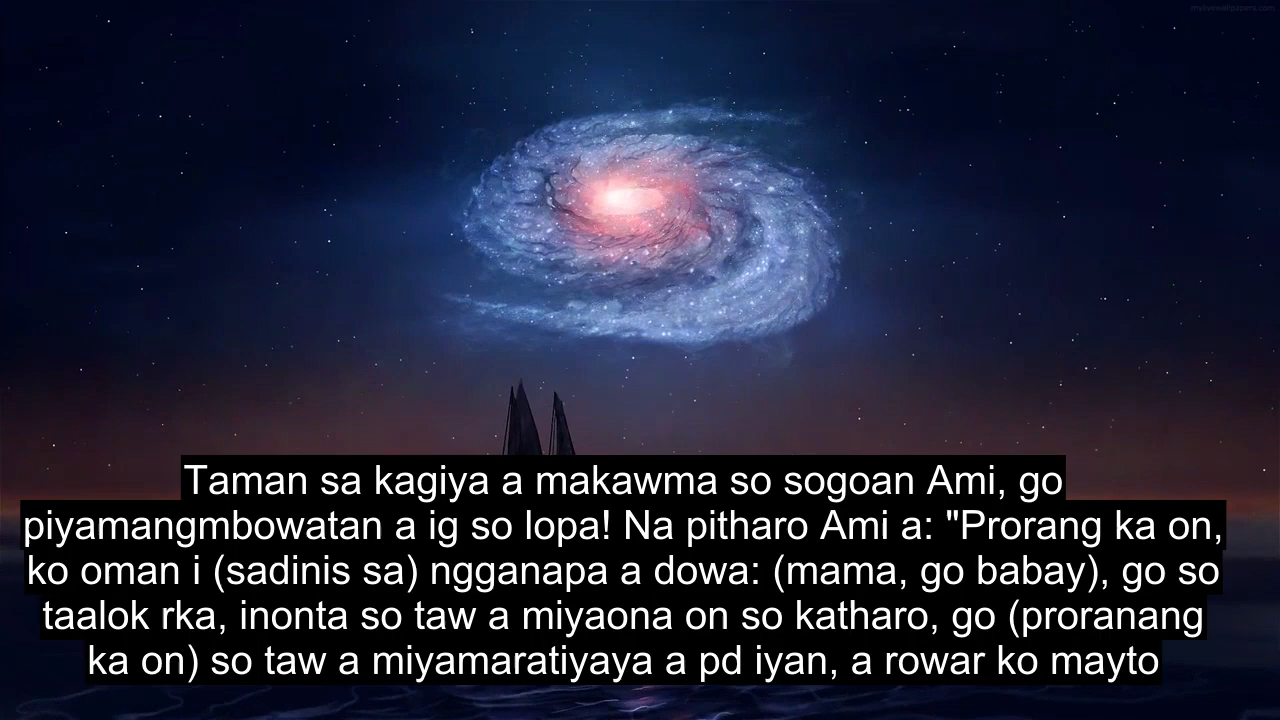 mylivewallpapers.com
Taman sa kagiya a makawma so sogoan Ami, go
piyamangmbowatan a ig so lopa! Na pitharo Ami a: "Prorang ka on,
ko oman i (sadinis sa) ngganapa a dowa: (mama, go babay), go so
taalok rka, inonta so taw a miyaona on so katharo, go (proranang
ka on) so taw a miyamaratiyaya a pd iyan, a rowar ko mayto